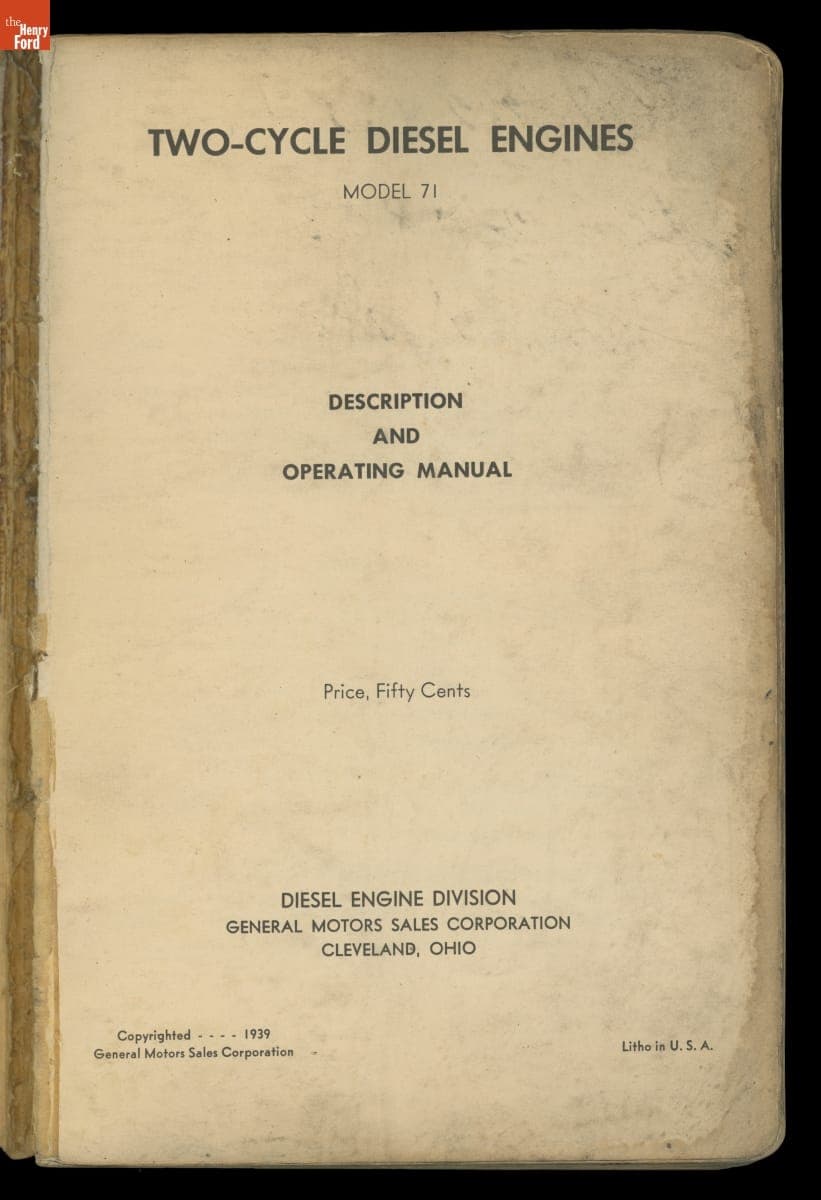 the
Henry
Ford
TWO-CYCLE DIESEL ENGINES
MODEL 71
DESCRIPTION
AND
OPERATING MANUAL
Price, Fifty Cents
DIESEL ENGINE DIVISION
GENERAL MOTORS SALES CORPORATION
CLEVELAND, OHIO
Copyrighted - - - - 1939
General Motors Sales Corporation
Litho in U. S. A.